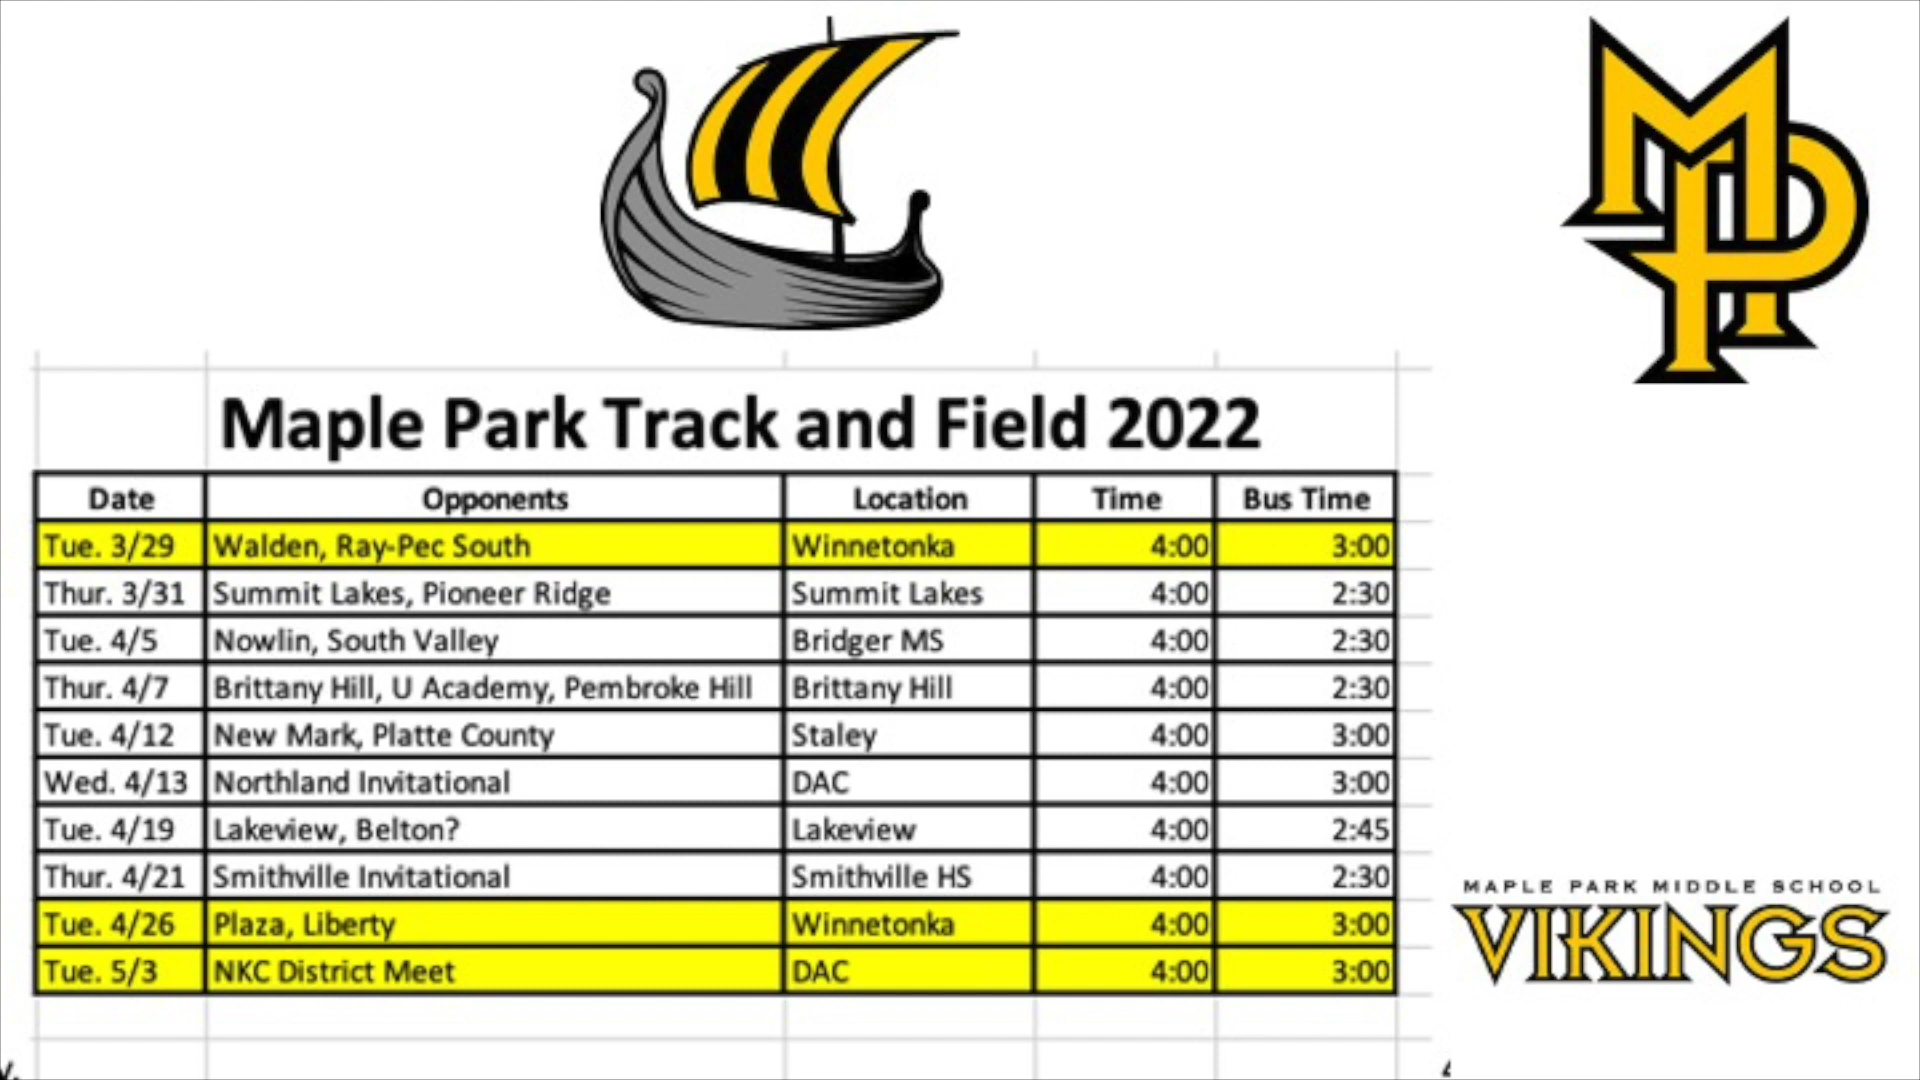 MP
Maple Park Track and Field 2022
Date Opponents Location Time Bus Time
Tue. 3/29 Walden, Ray-Pec South Winnetonka 4:00 3:00
Thur. 3/31 Summit Lakes, Pioneer Ridge Summit Lakes 4:00 2:30
Tue. 4/5 Nowlin, South Valley Bridger MS 4:00 2:30
Thur. 4/7 Brittany Hill, U Academy, Pembroke Hill Brittany Hill 4:00 2:30
Tue. 4/12 New Mark, Platte County Staley 4:00 3:00
Wed. 4/13 Northland Invitational DAC 4:00 3:00
Tue. 4/19 Lakeview, Belton? Lakeview 4:00 2:45
Thur. 4/21 Smithville Invitational Smithville HS 4:00 2:30
Tue. 4/26 Plaza, Liberty Winnetonka 4:00 3:00
Tue. 5/3 NKC District Meet DAC 4:00 3:00
MAPLE PARK MIDDLE SCHOOL
VIKINGS